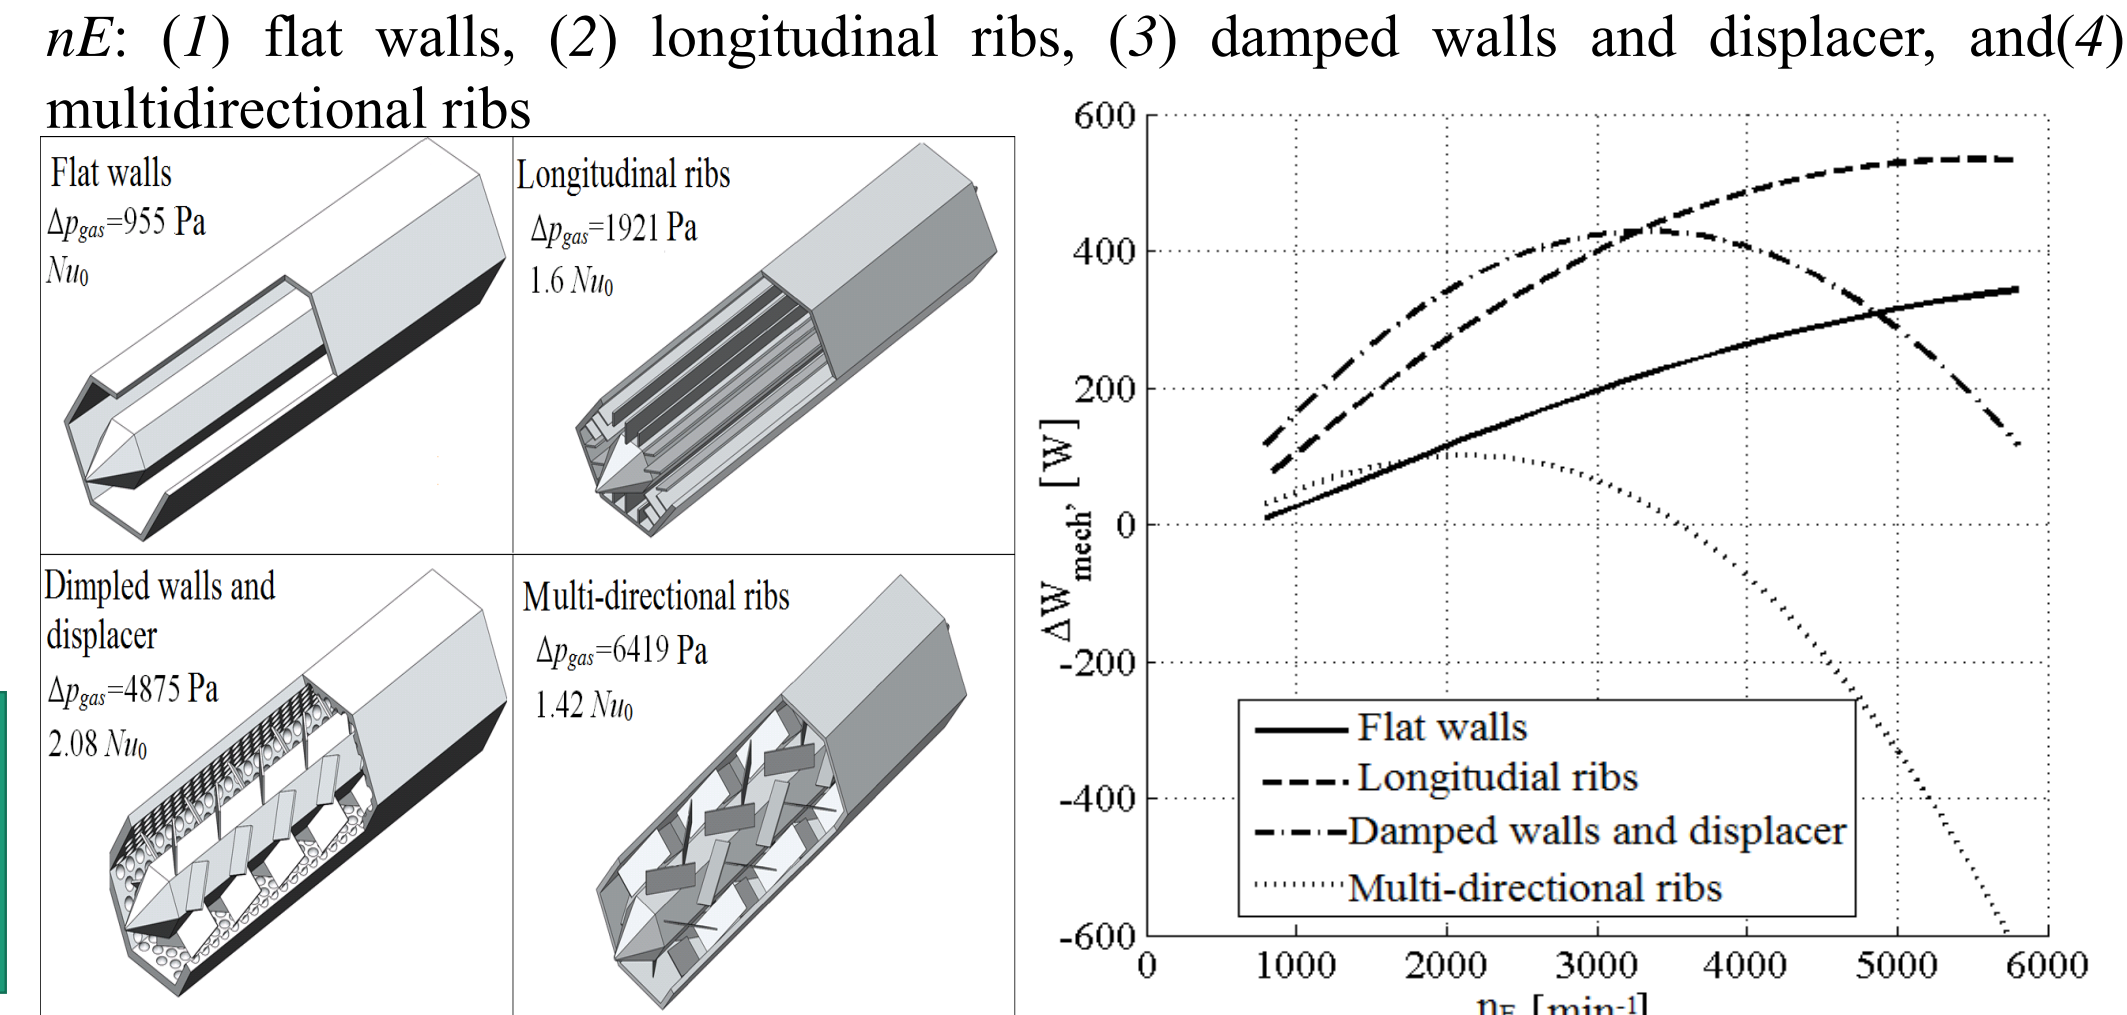 nE: (1) flat walls, (2) longitudinal ribs, (3) damped walls and displacer, and(4)
multidirectional ribs
Flat walls
Δpgas=955 Pa
Nu0
Longitudinal ribs
Δpgas=1921 Pa
1.6 Nu0
Dimpled walls and
displacer
Δpgas=4875 Pa
2.08 Nu0
Multi-directional ribs
Δpgas=6419 Pa
1.42 Nu0
600
400
200
0
-200
-400
-600
ΔWmech, [W]
Flat walls
Longitudial ribs
Damped walls and displacer
Multi-directional ribs
0 1000 2000 3000 4000 5000 6000
nE [min-1]